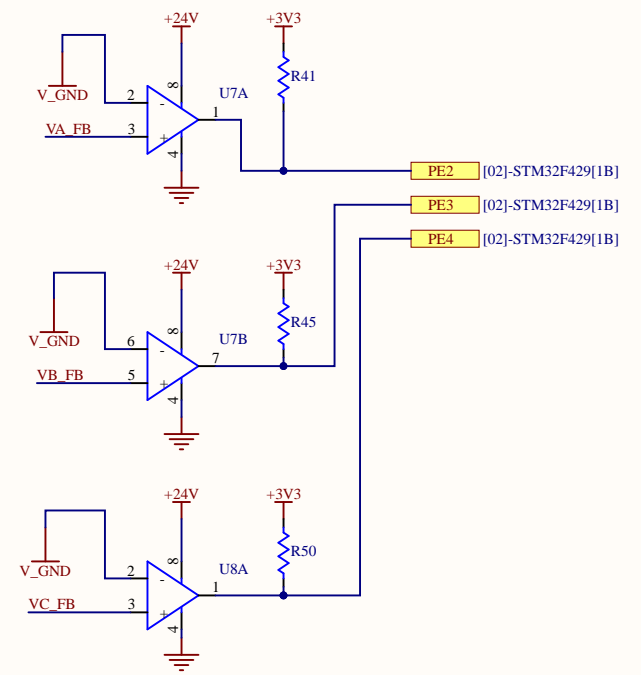 +24V +3V3
8
R41
U7A
V_GND 2 - 1
VA_FB 3 +
4
PE2 [02]-STM32F429[1B]
PE3 [02]-STM32F429[1B]
PE4 [02]-STM32F429[1B]
+24V +3V3
8
R45
U7B
V_GND 6 - 7
VB_FB 5 +
4
+24V +3V3
8
R50
U8A
V_GND 2 - 1
VC_FB 3 +
4